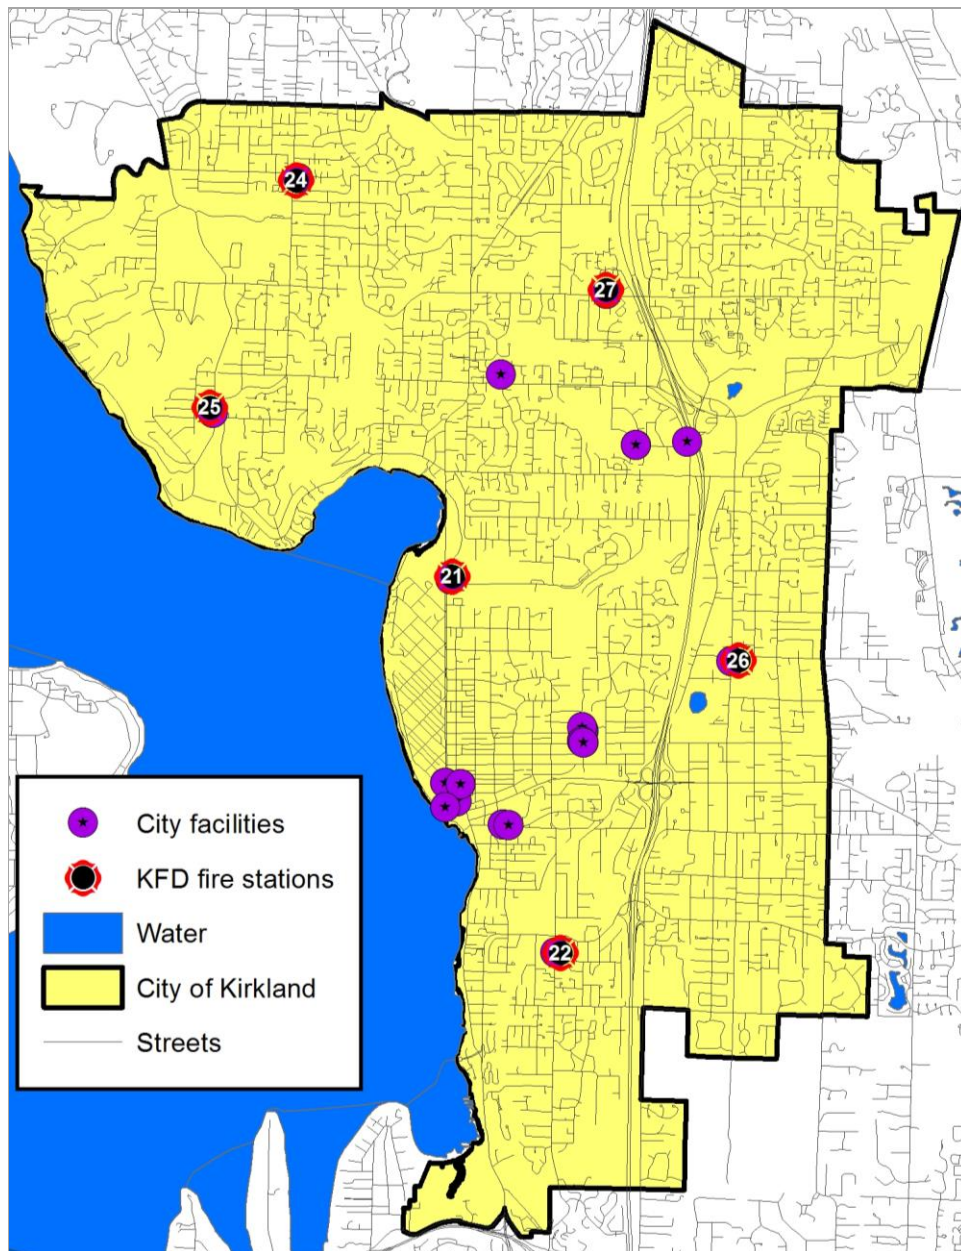 24
27
25
21
26
22
City facilities
KFD fire stations
Water
City of Kirkland
Streets